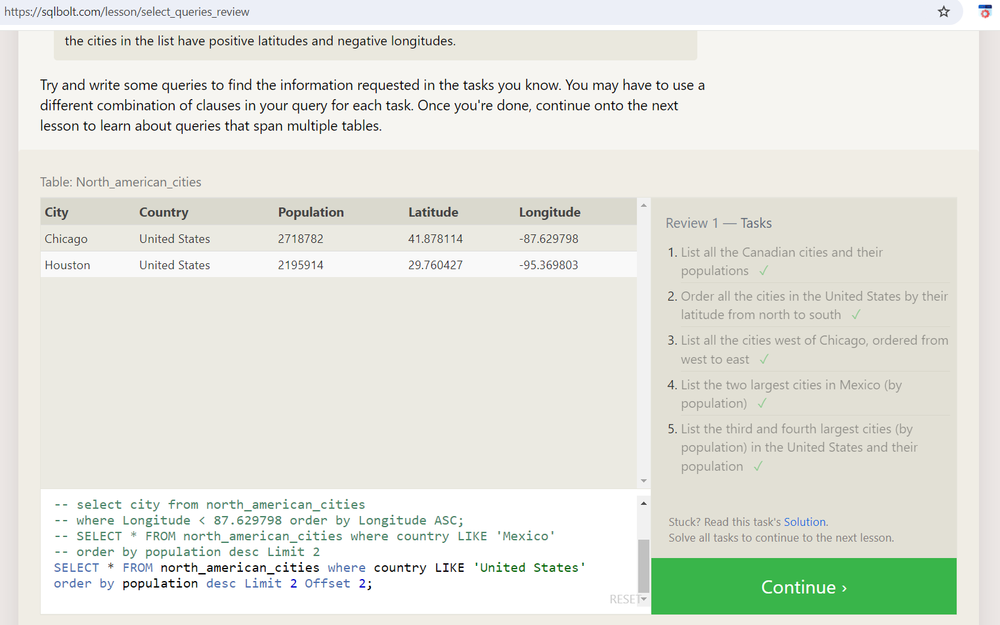 https://sqlbolt.com/lesson/select_queries_review
the cities in the list have positive latitudes and negative longitudes.
Try and write some queries to find the information requested in the tasks you know. You may have to use a
different combination of clauses in your query for each task. Once you're done, continue onto the next
lesson to learn about queries that span multiple tables.
Table: North_american_cities
City Country Population Latitude Longitude
Chicago United States 2718782 41.878114 -87.629798
Houston United States 2195914 29.760427 -95.369803
Review 1 — Tasks
1. List all the Canadian cities and their
populations ✓
2. Order all the cities in the United States by their
latitude from north to south ✓
3. List all the cities west of Chicago, ordered from
west to east ✓
4. List the two largest cities in Mexico (by
population) ✓
5. List the third and fourth largest cities (by
population) in the United States and their
population ✓
-- select city from north_american_cities
-- where Longitude < 87.629798 order by Longitude ASC;
-- SELECT * FROM north_american_cities where country LIKE 'Mexico'
-- order by population desc Limit 2
SELECT * FROM north_american_cities where country LIKE 'United States'
order by population desc Limit 2 Offset 2;
RESET
Stuck? Read this task's Solution.
Solve all tasks to continue to the next lesson.
Continue ›